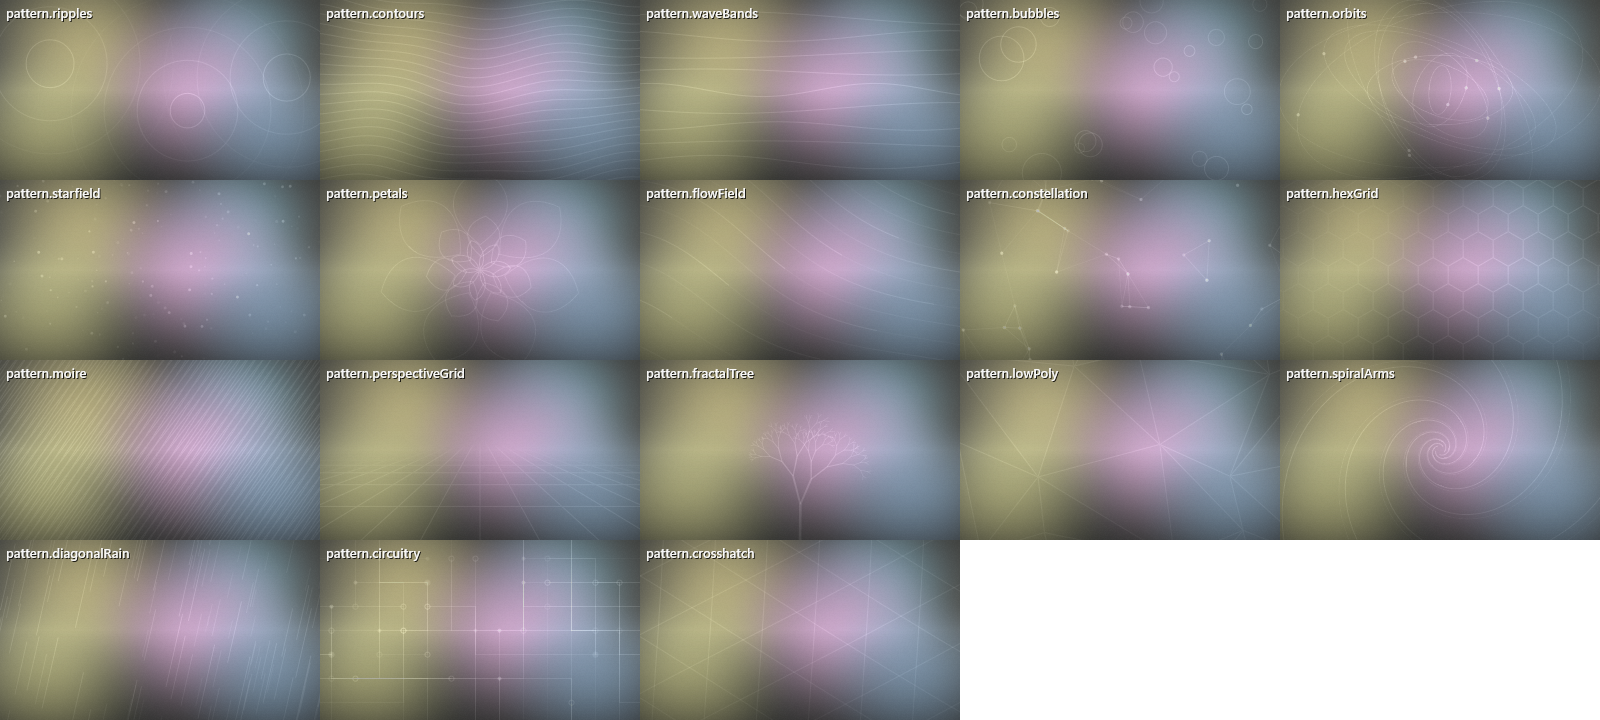 pattern.ripples
pattern.contours
pattern.waveBands
pattern.bubbles
pattern.orbits
pattern.starfield
pattern.petals
pattern.flowField
pattern.constellation
pattern.hexGrid
pattern.moire
pattern.perspectiveGrid
pattern.fractalTree
pattern.lowPoly
pattern.spiralArms
pattern.diagonalRain
pattern.circuitry
pattern.crosshatch